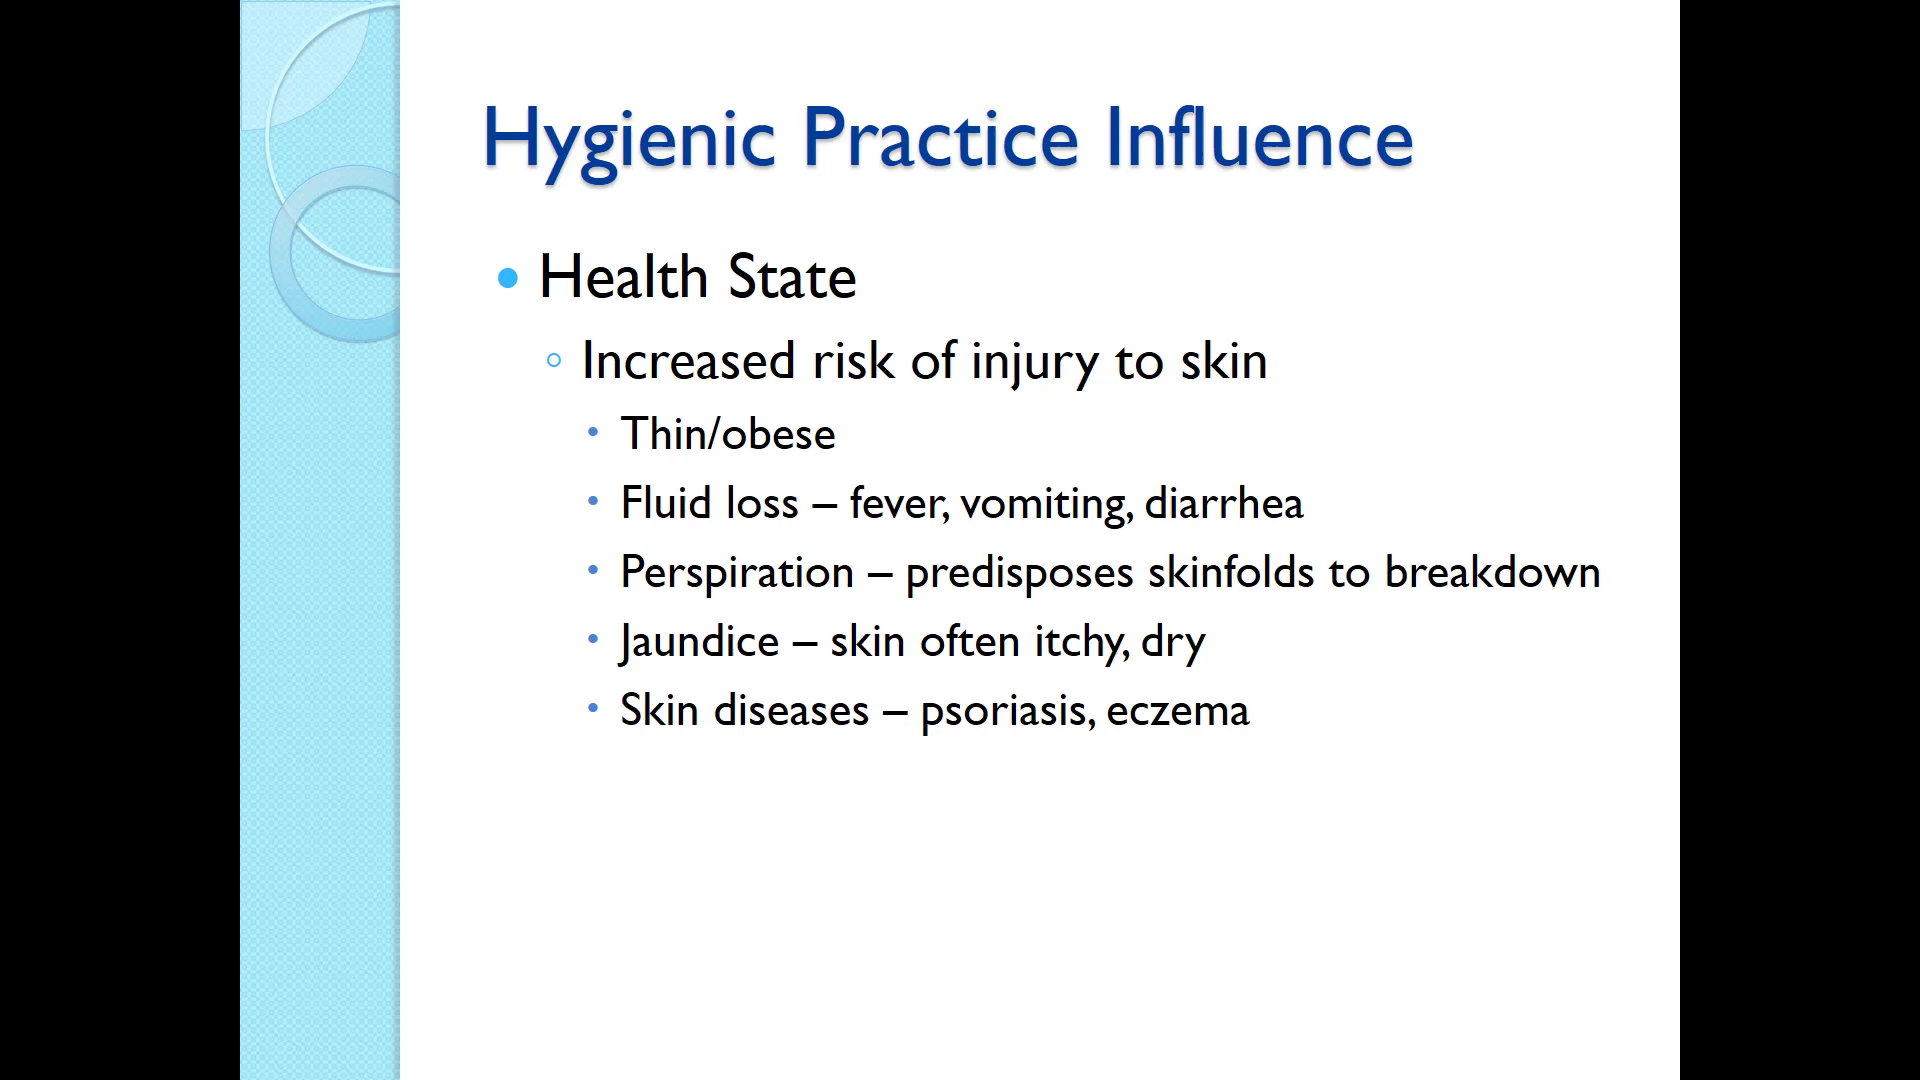 Hygienic Practice Influence
Health State
Increased risk of injury to skin
Thin/obese
Fluid loss – fever, vomiting, diarrhea
Perspiration – predisposes skinfolds to breakdown
Jaundice – skin often itchy, dry
Skin diseases – psoriasis, eczema